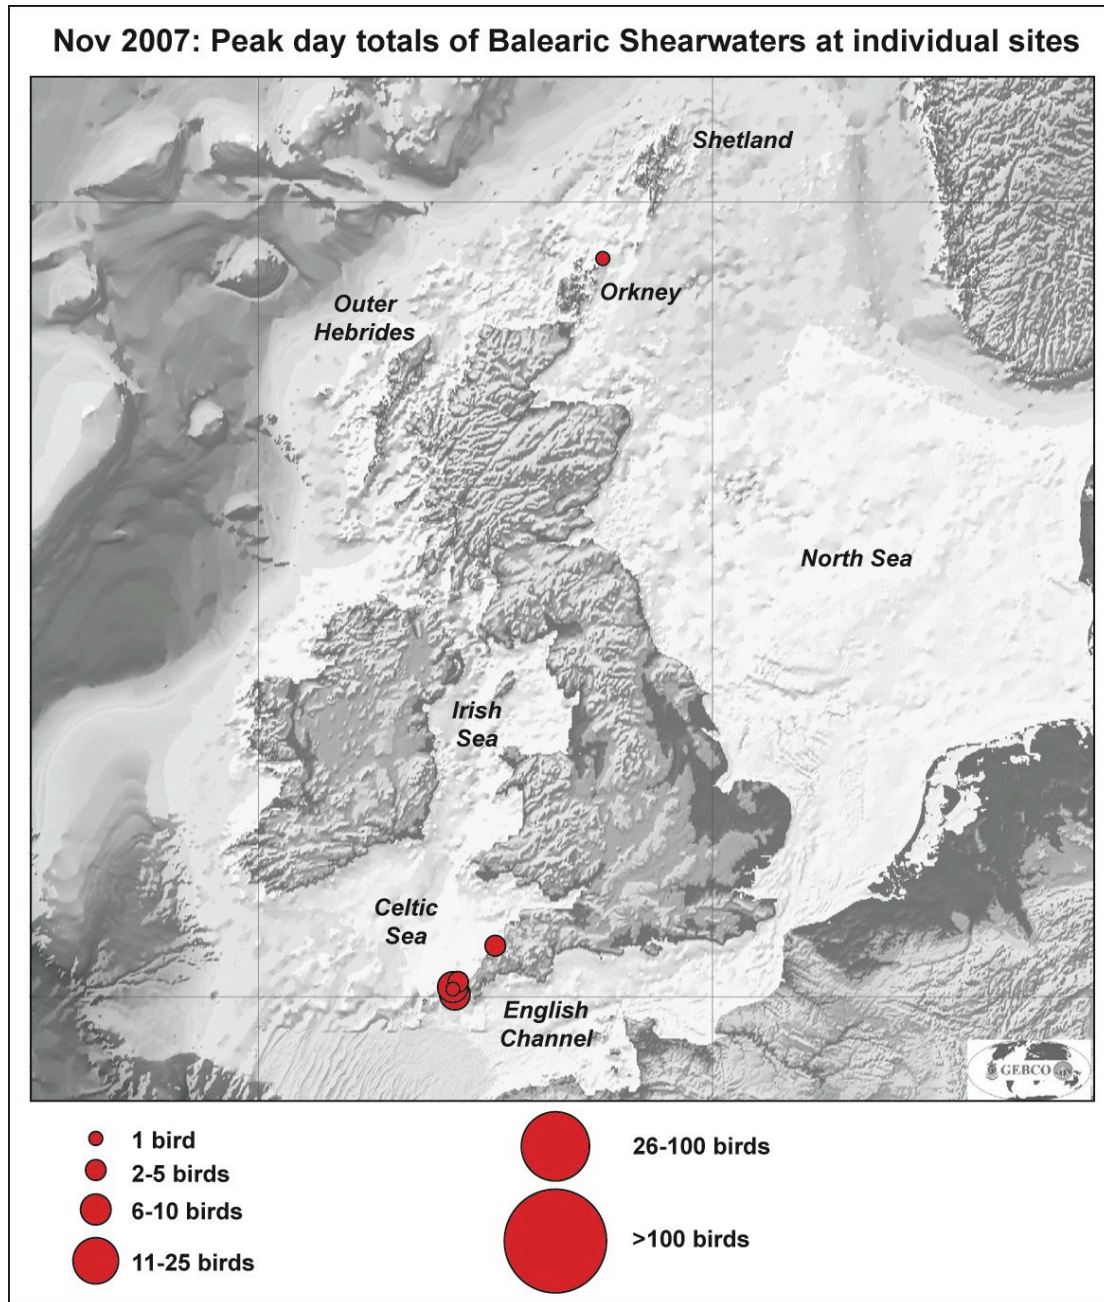 Nov 2007: Peak day totals of Balearic Shearwaters at individual sites
Shetland
Orkney
Outer
Hebrides
North Sea
Irish
Sea
Celtic
Sea
English
Channel
GEBCO
1 bird
2-5 birds
6-10 birds
11-25 birds
26-100 birds
>100 birds